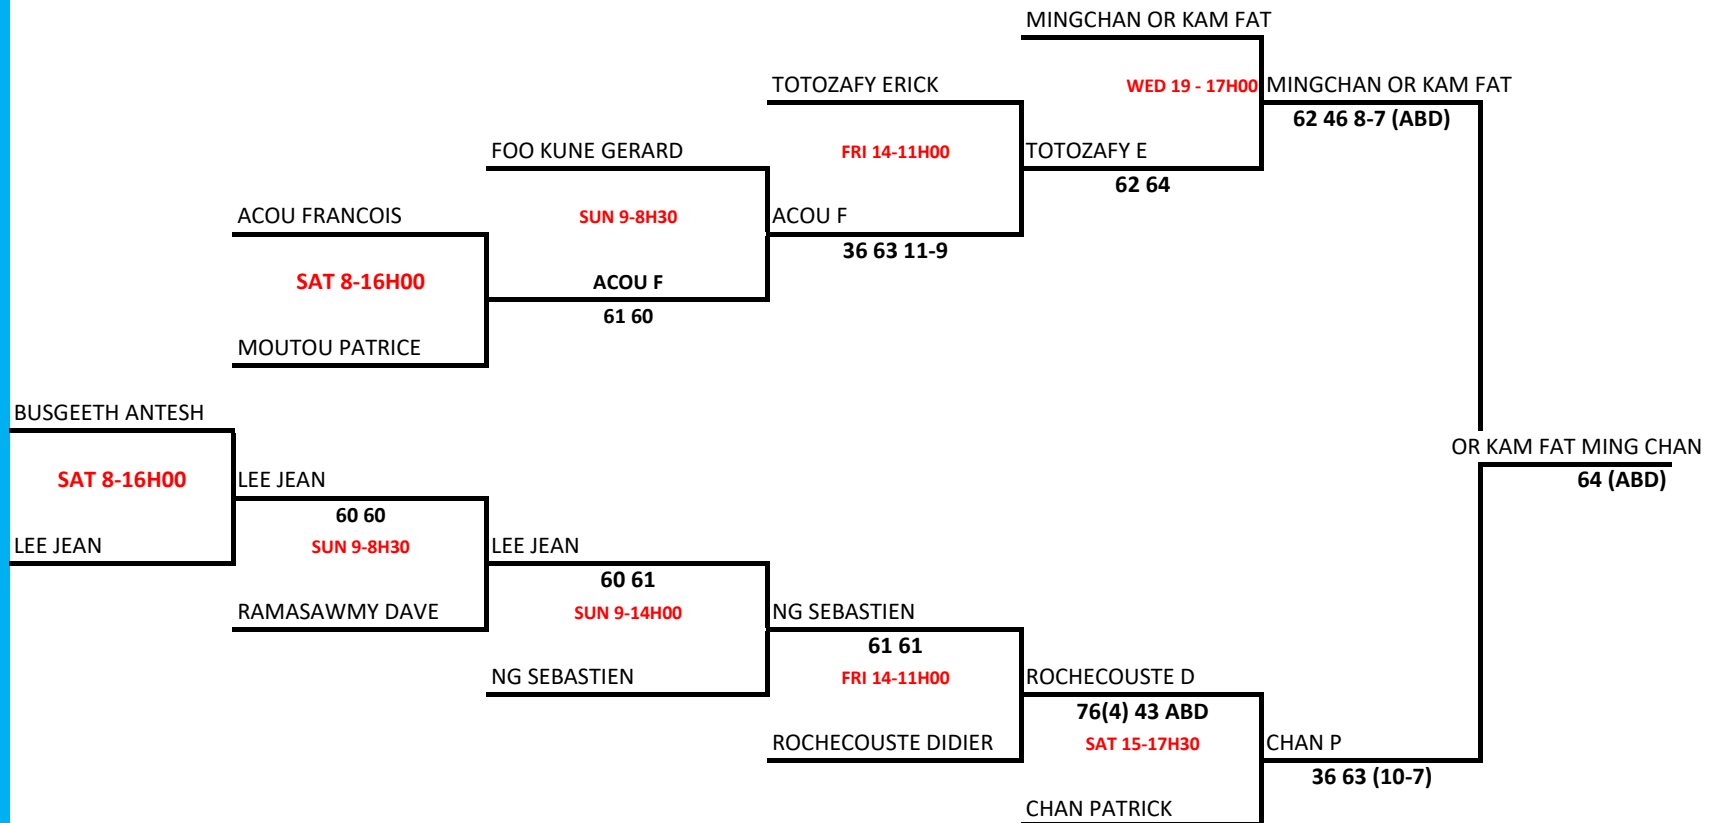 MINGCHAN OR KAM FAT
TOTOZAFY ERICK
WED 19 - 17H00
MINGCHAN OR KAM FAT
62 46 8-7 (ABD)
FOO KUNE GERARD
FRI 14-11H00
TOTOZAFY E
62 64
ACOU FRANCOIS
SUN 9-8H30
ACOU F
36 63 11-9
SAT 8-16H00
ACOU F
61 60
MOUTOU PATRICE
BUSGEETH ANTESH
OR KAM FAT MING CHAN
64 (ABD)
SAT 8-16H00
LEE JEAN
60 60
LEE JEAN
SUN 9-8H30
LEE JEAN
60 61
RAMASAWMY DAVE
SUN 9-14H00
NG SEBASTIEN
61 61
NG SEBASTIEN
FRI 14-11H00
ROCHECOUSTE D
76(4) 43 ABD
ROCHECOUSTE DIDIER
SAT 15-17H30
CHAN P
36 63 (10-7)
CHAN PATRICK